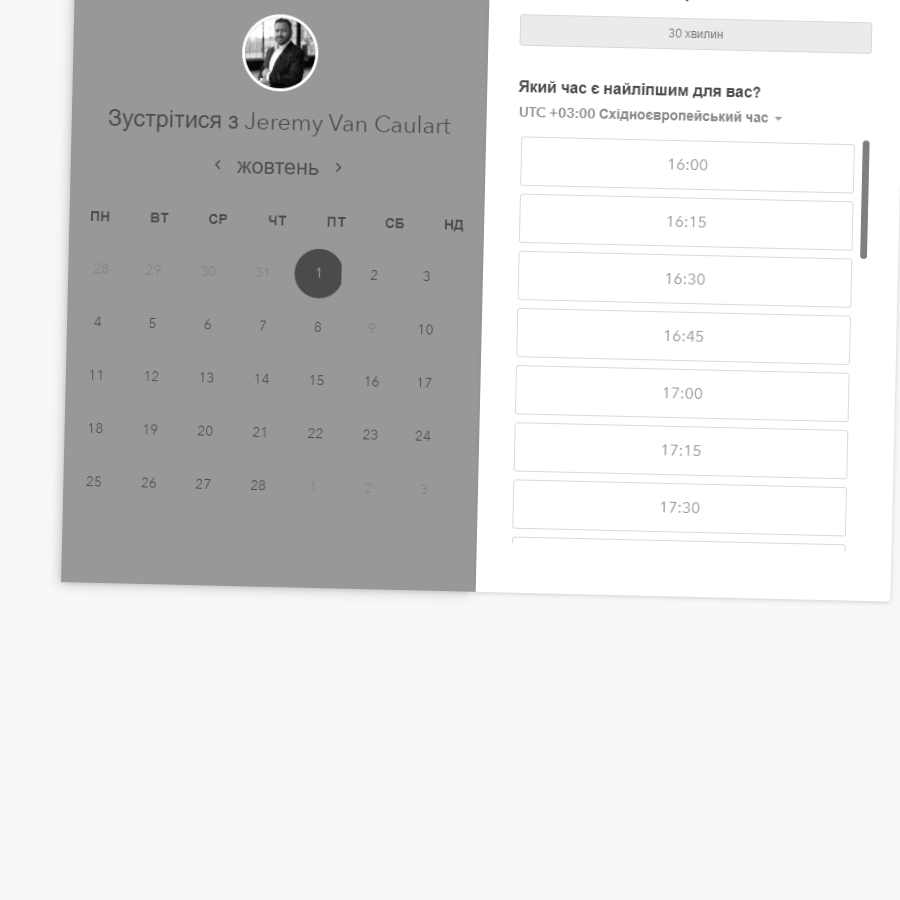 Зустрітися з Jeremy Van Caulart
жовтень
ПН ВТ СР ЧТ ПТ СБ НД
28 29 30 31 1 2 3
4 5 6 7 8 9 10
11 12 13 14 15 16 17
18 19 20 21 22 23 24
25 26 27 28 1 2 3
30 хвилин
Який час є найліпшим для вас?
UTC +03:00 Східноєвропейський час
16:00
16:15
16:30
16:45
17:00
17:15
17:30